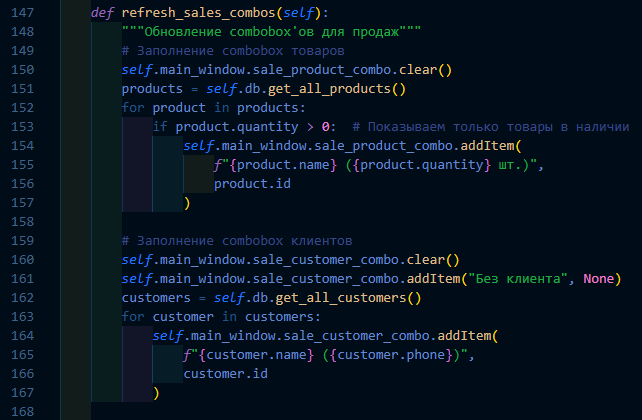 147 def refresh_sales_combos(self):
148 """Обновление combobox'ов для продаж"""
149 # Заполнение combobox товаров
150 self.main_window.sale_product_combo.clear()
151 products = self.db.get_all_products()
152 for product in products:
153 if product.quantity > 0:  # Показываем только товары в наличии
154 self.main_window.sale_product_combo.addItem(
155 f"{product.name} ({product.quantity} шт.)",
156 product.id
157 )
158
159 # Заполнение combobox клиентов
160 self.main_window.sale_customer_combo.clear()
161 self.main_window.sale_customer_combo.addItem("Без клиента", None)
162 customers = self.db.get_all_customers()
163 for customer in customers:
164 self.main_window.sale_customer_combo.addItem(
165 f"{customer.name} ({customer.phone})",
166 customer.id
167 )
168